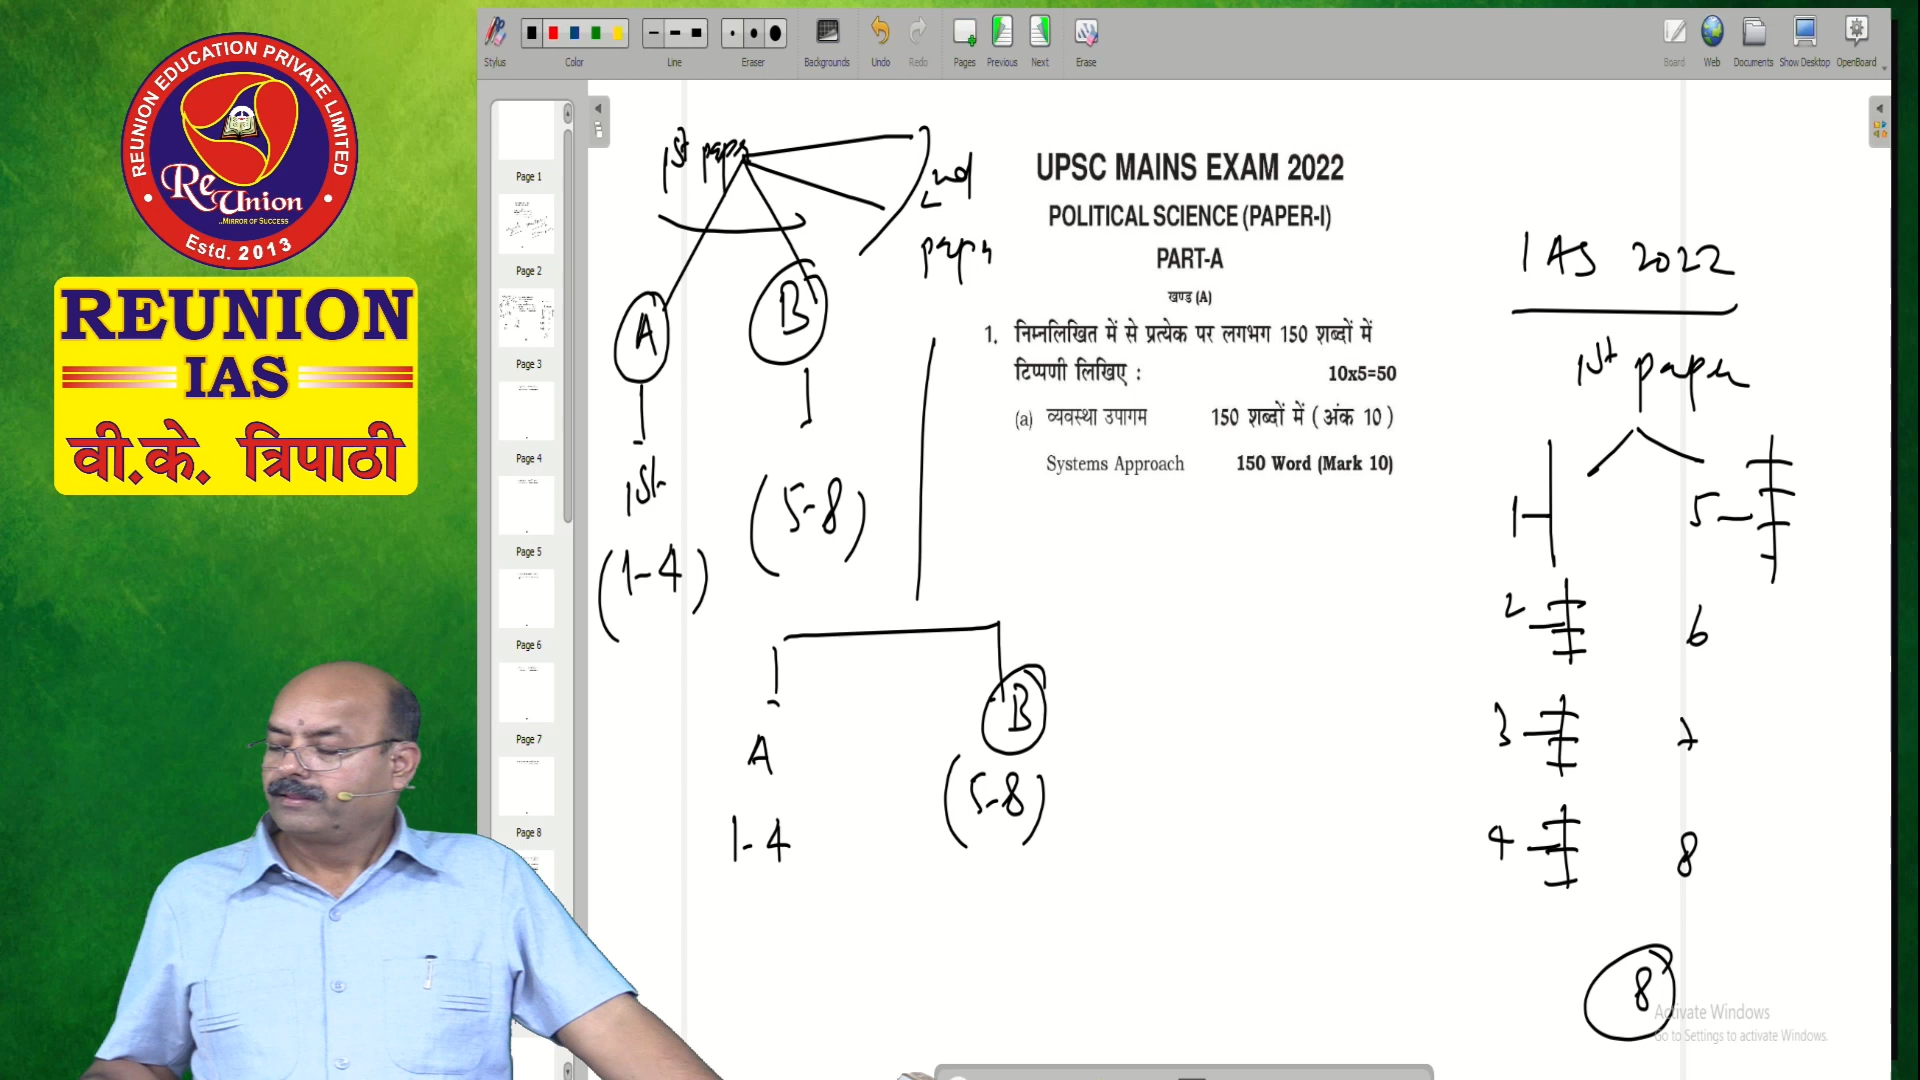 REUNION EDUCATION PRIVATE LIMITED
ReUnion
..MIRROR OF SUCCESS
Estd. 2013
REUNION
IAS
वी.के. त्रिपाठी
Stylus
Color
Line
Eraser
Backgrounds
Undo
Redo
Pages
Previous
Next
Erase
Board
Web
Documents
Show Desktop
OpenBoard
Page 1
Page 2
Page 3
Page 4
Page 5
Page 6
Page 7
Page 8
1st paper
2nd
paper
A
B
1st
(1-4)
(5-8)
A
1-4
B
(5-8)
UPSC MAINS EXAM 2022
POLITICAL SCIENCE (PAPER-I)
PART-A
खण्ड (A)
1. निम्नलिखित में से प्रत्येक पर लगभग 150 शब्दों में
टिप्पणी लिखिए : 10x5=50
(a) व्यवस्था उपागम 150 शब्दों में ( अंक 10 )
Systems Approach 150 Word (Mark 10)
IAS 2022
1st paper
1 5
2 6
3 7
4 8
8
Activate Windows
Go to Settings to activate Windows.